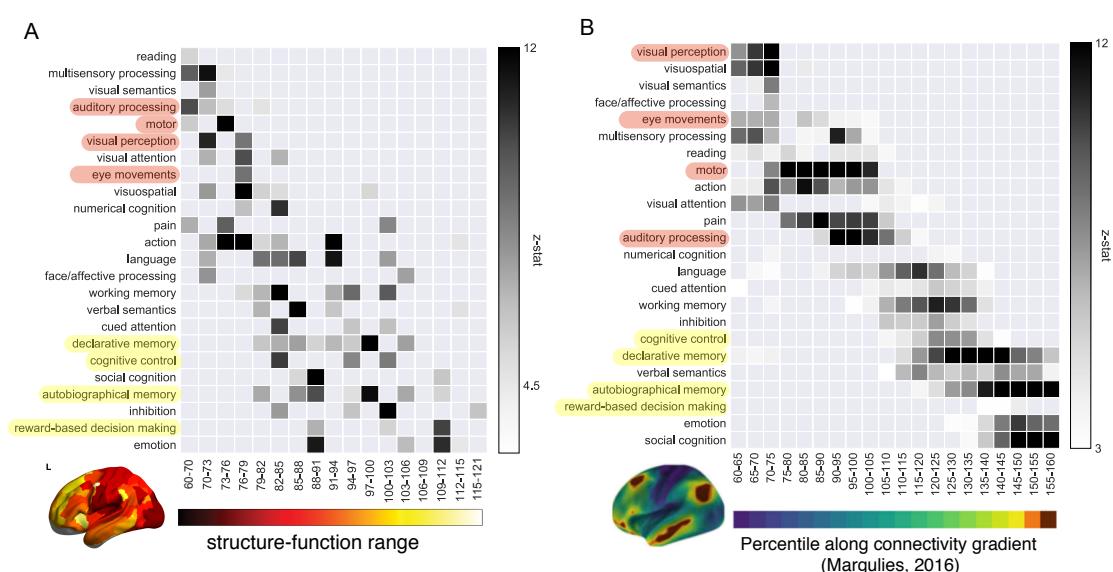 A
reading
multisensory processing
visual semantics
auditory processing
motor
visual perception
visual attention
eye movements
visuospatial
numerical cognition
pain
action
language
face/affective processing
working memory
verbal semantics
cued attention
declarative memory
cognitive control
social cognition
autobiographical memory
inhibition
reward-based decision making
emotion
12
z-stat
4.5
L
60-70
70-73
73-76
76-79
79-82
82-85
85-88
88-91
91-94
94-97
97-100
100-103
103-106
106-109
109-112
112-115
115-121
structure-function range
B
visual perception
visuospatial
visual semantics
face/affective processing
eye movements
multisensory processing
reading
motor
action
visual attention
pain
auditory processing
numerical cognition
language
cued attention
working memory
inhibition
cognitive control
declarative memory
verbal semantics
autobiographical memory
reward-based decision making
emotion
social cognition
12
z-stat
3
60-65
65-70
70-75
75-80
80-85
85-90
90-95
95-100
100-105
105-110
110-115
115-120
120-125
125-130
130-135
135-140
140-145
145-150
150-155
155-160
Percentile along connectivity gradient
(Margulies, 2016)